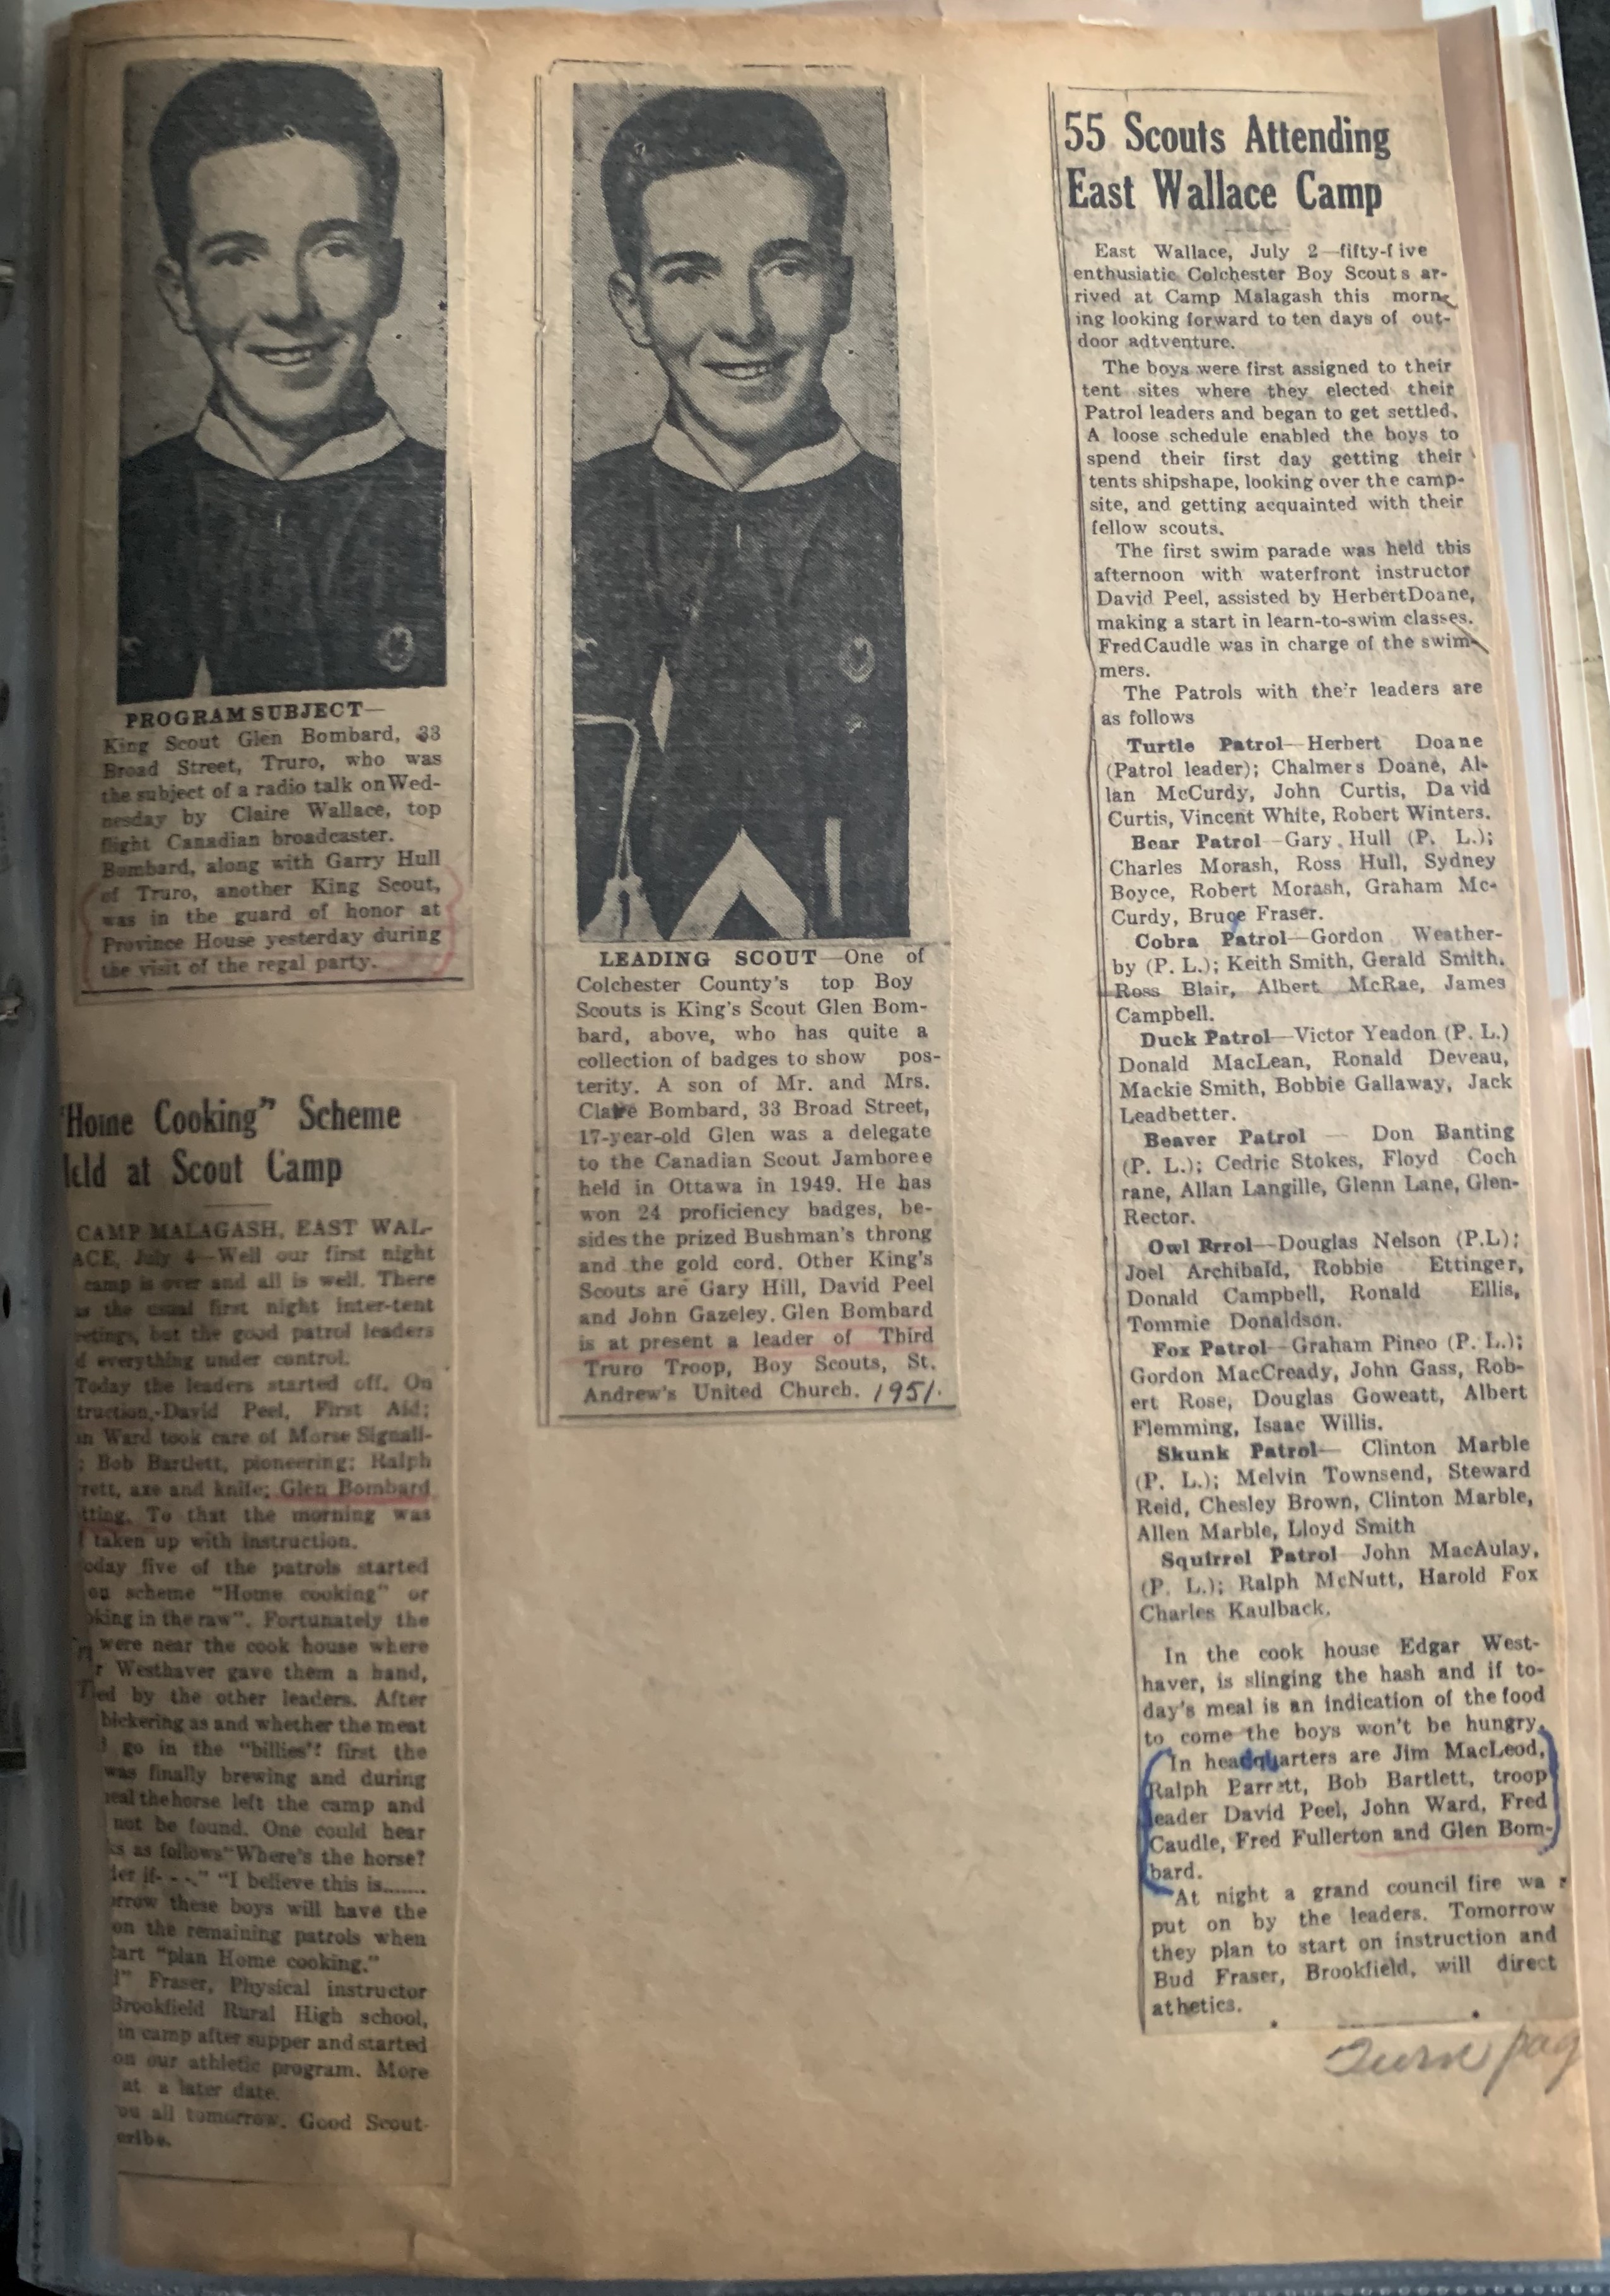 PROGRAM SUBJECT—
King Scout Glen Bombard, 33
Broad Street, Truro, who was
the subject of a radio talk on Wed-
nesday by Claire Wallace, top
flight Canadian broadcaster.
Bombard, along with Garry Hull
of Truro, another King Scout,
was in the guard of honor at
Province House yesterday during
the visit of the regal party.
"Home Cooking" Scheme
Held at Scout Camp
CAMP MALAGASH, EAST WAL-
ACE, July 4—Well our first night
camp is over and all is well. There
the usual first night inter-tent
but the good patrol leaders
d everything under control.
Today the leaders started off. On
truction,-David Peel, First Aid;
Ward took care of Morse Signall-
; Bob Bartlett, pioneering; Ralph
rett, axe and knife; Glen Bombard
tting. To that the morning was
taken up with instruction.
oday five of the patrols started
on scheme "Home cooking" or
oking in the raw". Fortunately the
were near the cook house where
r Westhaver gave them a hand,
ed by the other leaders. After
bickering as and whether the meat
go in the "billies" first the
was finally brewing and during
eal the horse left the camp and
not be found. One could hear
ks as follows "Where's the horse?
der if- - -." "I believe this is.......
orrow these boys will have the
on the remaining patrols when
tart "plan Home cooking."
" Fraser, Physical instructor
Brookfield Rural High school,
in camp after supper and started
on our athletic program. More
at a later date.
ou all tomorrow. Good Scout-
cribe.
LEADING SCOUT—One of
Colchester County's top Boy
Scouts is King's Scout Glen Bom-
bard, above, who has quite a
collection of badges to show pos-
terity. A son of Mr. and Mrs.
Claire Bombard, 33 Broad Street,
17-year-old Glen was a delegate
to the Canadian Scout Jamboree
held in Ottawa in 1949. He has
won 24 proficiency badges, be-
sides the prized Bushman's throng
and the gold cord. Other King's
Scouts are Gary Hill, David Peel
and John Gazeley. Glen Bombard
is at present a leader of Third
Truro Troop, Boy Scouts, St.
Andrew's United Church. 1951.
55 Scouts Attending
East Wallace Camp
East Wallace, July 2—fifty-five
enthusiatic Colchester Boy Scouts ar-
rived at Camp Malagash this morn-
ing looking forward to ten days of out-
door adtventure.
The boys were first assigned to their
tent sites where they elected their
Patrol leaders and began to get settled.
A loose schedule enabled the boys to
spend their first day getting their
tents shipshape, looking over the camp-
site, and getting acquainted with their
fellow scouts.
The first swim parade was held this
afternoon with waterfront instructor
David Peel, assisted by Herbert Doane,
making a start in learn-to-swim classes.
Fred Caudle was in charge of the swim-
mers.
The Patrols with the'r leaders are
as follows
Turtle Patrol—Herbert Doane
(Patrol leader); Chalmers Doane, Al-
lan McCurdy, John Curtis, David
Curtis, Vincent White, Robert Winters.
Bear Patrol—Gary Hull (P. L.);
Charles Morash, Ross Hull, Sydney
Boyce, Robert Morash, Graham Mc-
Curdy, Bruce Fraser.
Cobra Patrol—Gordon Weather-
by (P. L.); Keith Smith, Gerald Smith,
Ross Blair, Albert McRae, James
Campbell.
Duck Patrol—Victor Yeadon (P. L.)
Donald MacLean, Ronald Deveau,
Mackie Smith, Bobbie Gallaway, Jack
Leadbetter.
Beaver Patrol — Don Banting
(P. L.); Cedric Stokes, Floyd Coch
rane, Allan Langille, Glenn Lane, Glen-
Rector.
Owl Rrrol—Douglas Nelson (P.L);
Joel Archibald, Robbie Ettinger,
Donald Campbell, Ronald Ellis,
Tommie Donaldson.
Fox Patrol—Graham Pineo (P. L.);
Gordon MacCready, John Gass, Rob-
ert Rose, Douglas Goweatt, Albert
Flemming, Isaac Willis.
Skunk Patrol— Clinton Marble
(P. L.); Melvin Townsend, Steward
Reid, Chesley Brown, Clinton Marble,
Allen Marble, Lloyd Smith
Squirrel Patrol—John MacAulay,
(P. L.); Ralph McNutt, Harold Fox
Charles Kaulback.
In the cook house Edgar West-
haver, is slinging the hash and if to-
day's meal is an indication of the food
to come the boys won't be hungry.
In headquarters are Jim MacLeod,
Ralph Barrett, Bob Bartlett, troop
leader David Peel, John Ward, Fred
Caudle, Fred Fullerton and Glen Bom-
bard.
At night a grand council fire wa
put on by the leaders. Tomorrow
they plan to start on instruction and
Bud Fraser, Brookfield, will direct
athetics.
Turn pag